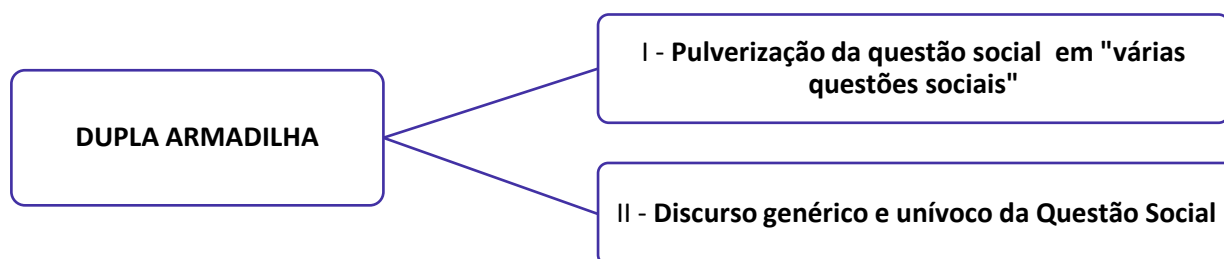 I - Pulverização da questão social em "várias
questões sociais"
DUPLA ARMADILHA
II - Discurso genérico e unívoco da Questão Social